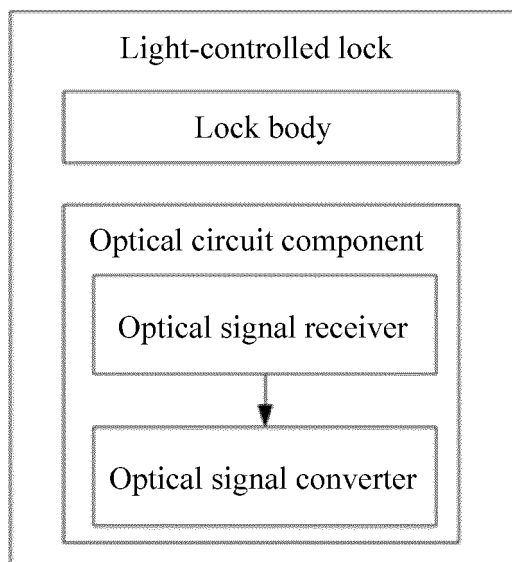 Light-controlled lock
Lock body
Optical circuit component
Optical signal receiver
Optical signal converter